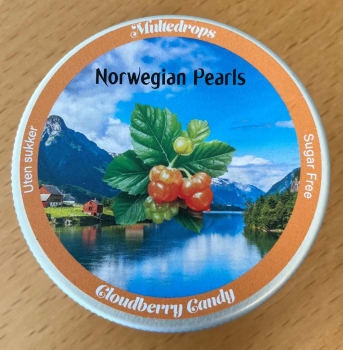 Multedrops
Norwegian Pearls
Uten sukker
Sugar Free
Cloudberry Candy